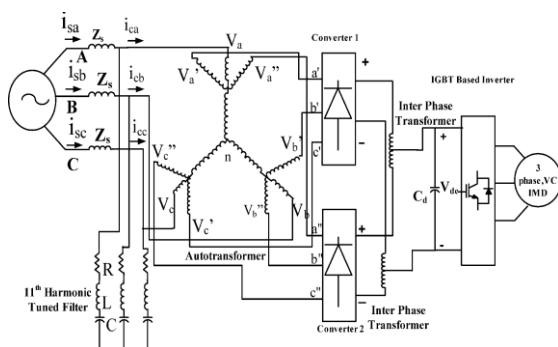 i_sa Z_s i_ca
A
i_sb Z_s i_cb
B
i_sc Z_s i_cc
C
V_a
V_a' V_a"
n
V_c" V_b'
V_c V_b
V_c' V_b"
Autotransformer
R
L
C
11th Harmonic
Tuned Filter
Converter 1
a'
b'
c'
+
−
a"
b"
c"
+
−
Converter 2
Inter Phase
Transformer
Inter Phase
Transformer
IGBT Based Inverter
+
C_d V_dc
-
3
phase,VC
IMD